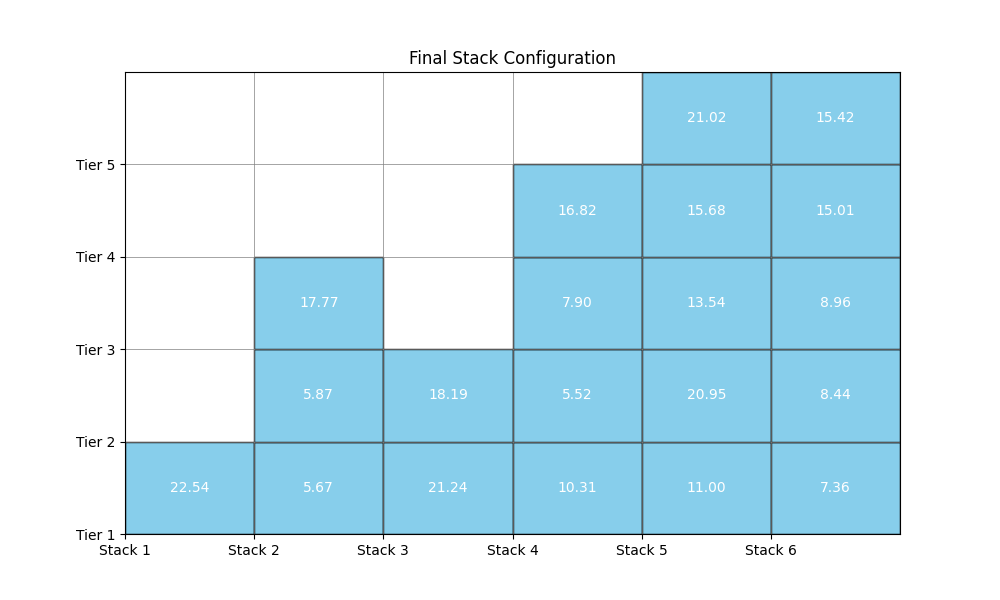 Final Stack Configuration
21.02 15.42
Tier 5
16.82 15.68 15.01
Tier 4
17.77 7.90 13.54 8.96
Tier 3
5.87 18.19 5.52 20.95 8.44
Tier 2
22.54 5.67 21.24 10.31 11.00 7.36
Tier 1
Stack 1 Stack 2 Stack 3 Stack 4 Stack 5 Stack 6